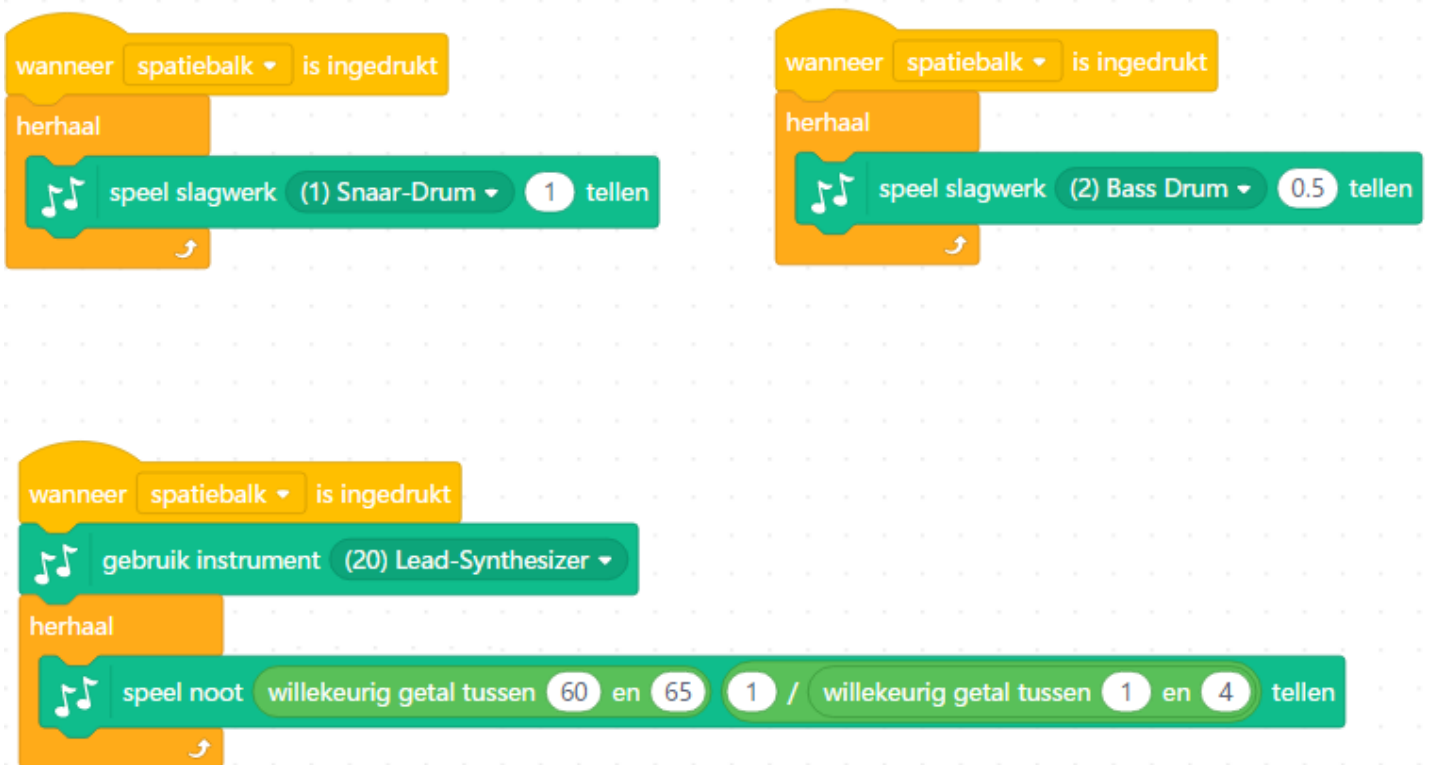 wanneer spatiebalk is ingedrukt
herhaal
speel slagwerk (1) Snaar-Drum 1 tellen
wanneer spatiebalk is ingedrukt
herhaal
speel slagwerk (2) Bass Drum 0.5 tellen
wanneer spatiebalk is ingedrukt
gebruik instrument (20) Lead-Synthesizer
herhaal
speel noot willekeurig getal tussen 60 en 65 1 / willekeurig getal tussen 1 en 4 tellen